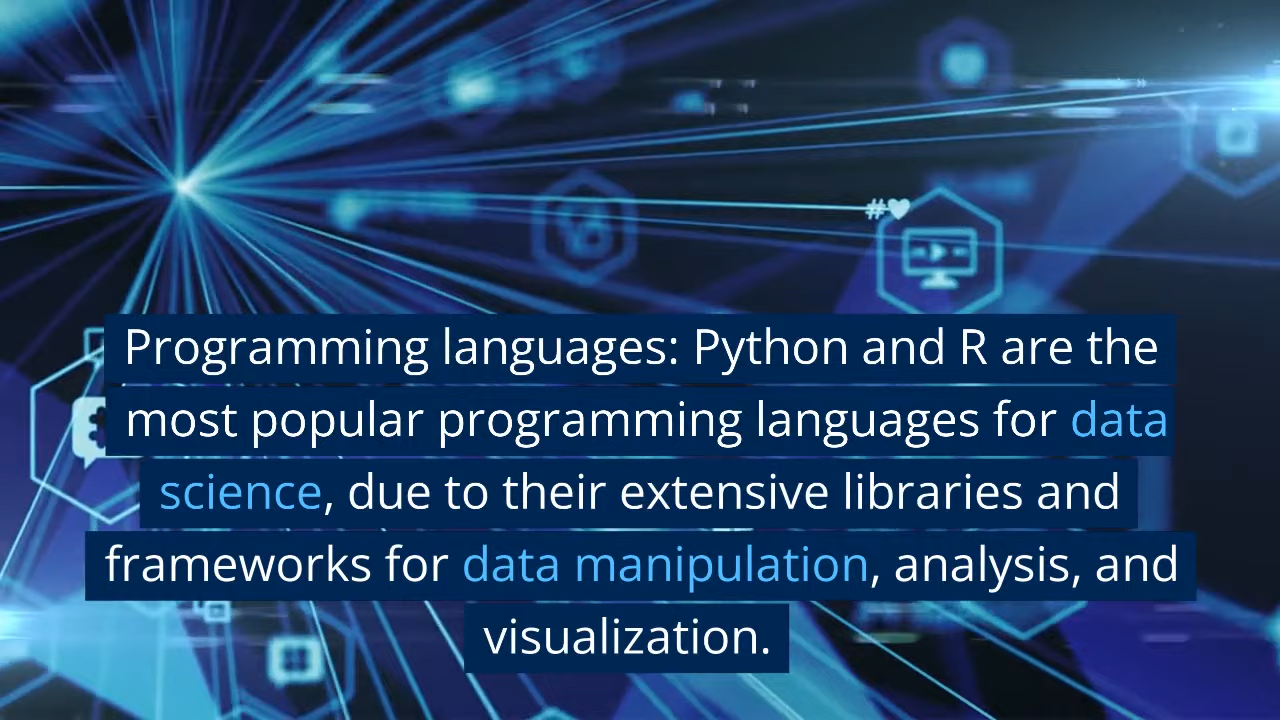 Programming languages: Python and R are the
most popular programming languages for data
science, due to their extensive libraries and
frameworks for data manipulation, analysis, and
visualization.